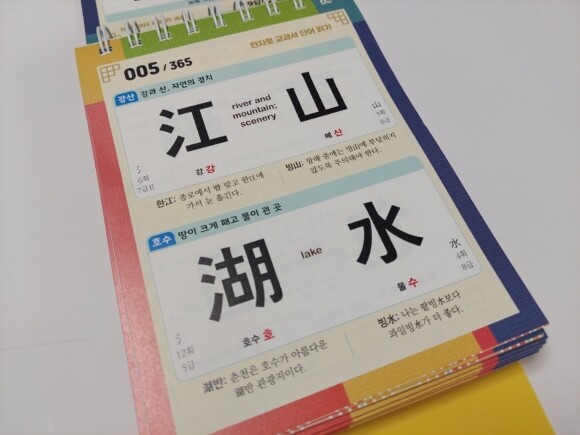 한자로 교과서 단어 읽기
005/365
강산 강과 산, 자연의 경치
江 river and mountain; scenery 山
강 강
메 산
氵
6획
7급Ⅱ
山
3획
8급
한江: 종로에서 뺨 맞고 한江에
가서 눈 흘긴다.
빙山: 항해 중에는 빙山에 부딪히지
않도록 주의해야 한다.
호수 땅이 크게 패고 물이 괸 곳
湖 lake 水
호수 호
물 수
氵
12획
5급
水
4획
8급
湖반: 춘천은 호수가 아름다운
湖반 관광지이다.
빙水: 나는 팥빙水보다
과일빙水가 더 좋다.